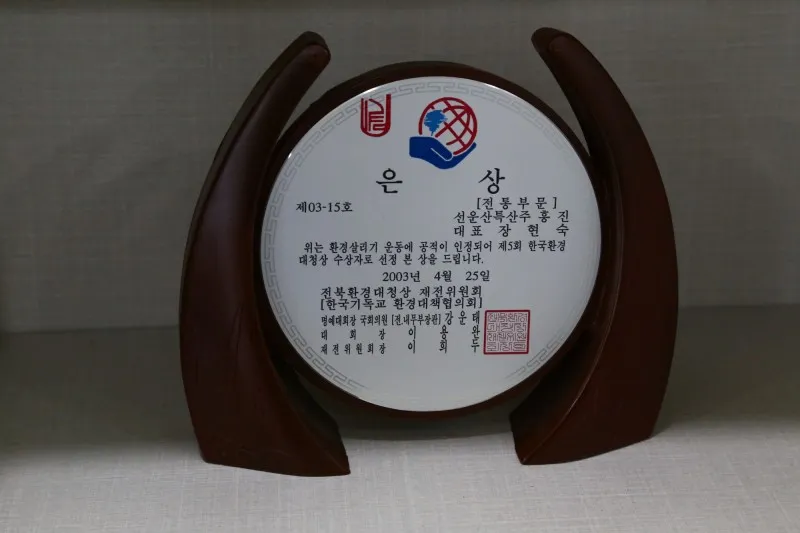 은 상
제03-15호
[전통부문]
선운산특산주 흥 진
대표 장 현 숙
위는 환경살리기 운동에 공적이 인정되어 제5회 한국환경
대청상 수상자로 선정 본 상을 드립니다.
2003년 4월 25일
전북환경대청상 재전위원회
[한국기독교 환경대책협의회]
명예대회장 국회의원 [전.내무부장관] 강운태
대 회 장 이 용 완
재전위원회장 이 희 두